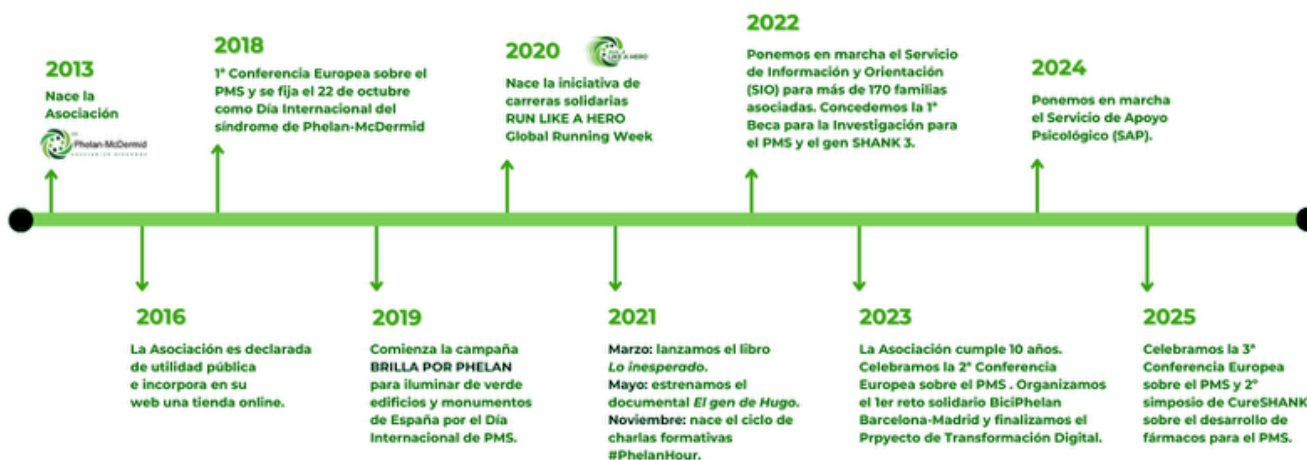 2013
Nace la
Asociación
Phelan-McDermid
2018
1ª Conferencia Europea sobre el
PMS y se fija el 22 de octubre
como Día Internacional del
síndrome de Phelan-McDermid
2020
LIKE A HERO
Nace la iniciativa de
carreras solidarias
RUN LIKE A HERO
Global Running Week
2022
Ponemos en marcha el Servicio
de Información y Orientación
(SIO) para más de 170 familias
asociadas. Concedemos la 1ª
Beca para la Investigación para
el PMS y el gen SHANK 3.
2024
Ponemos en marcha
el Servicio de Apoyo
Psicológico (SAP).
2016
La Asociación es declarada
de utilidad pública
e incorpora en su
web una tienda online.
2019
Comienza la campaña
BRILLA POR PHELAN
para iluminar de verde
edificios y monumentos
de España por el Día
Internacional de PMS.
2021
Marzo: lanzamos el libro
Lo inesperado.
Mayo: estrenamos el
documental El gen de Hugo.
Noviembre: nace el ciclo de
charlas formativas
#PhelanHour.
2023
La Asociación cumple 10 años.
Celebramos la 2ª Conferencia
Europea sobre el PMS . Organizamos
el 1er reto solidario BiciPhelan
Barcelona-Madrid y finalizamos el
Prpyecto de Transformación Digital.
2025
Celebramos la 3ª
Conferencia Europea
sobre el PMS y 2º
simposio de CureSHANK
sobre el desarrollo de
fármacos para el PMS.